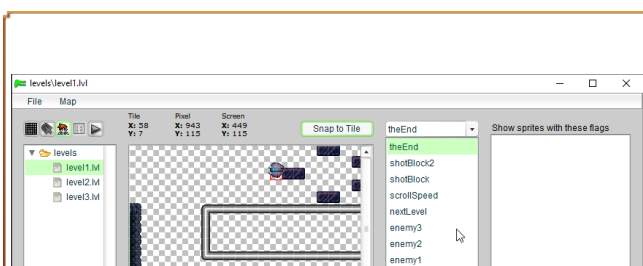 levels\level1.lvl
File Map
Tile Pixel Screen
X: 58 X: 943 X: 449
Y: 7 Y: 115 Y: 115
Snap to Tile
theEnd
Show sprites with these flags
levels
level1.lvl
level2.lvl
level3.lvl
theEnd
shotBlock2
shotBlock
scrollSpeed
nextLevel
enemy3
enemy2
enemy1